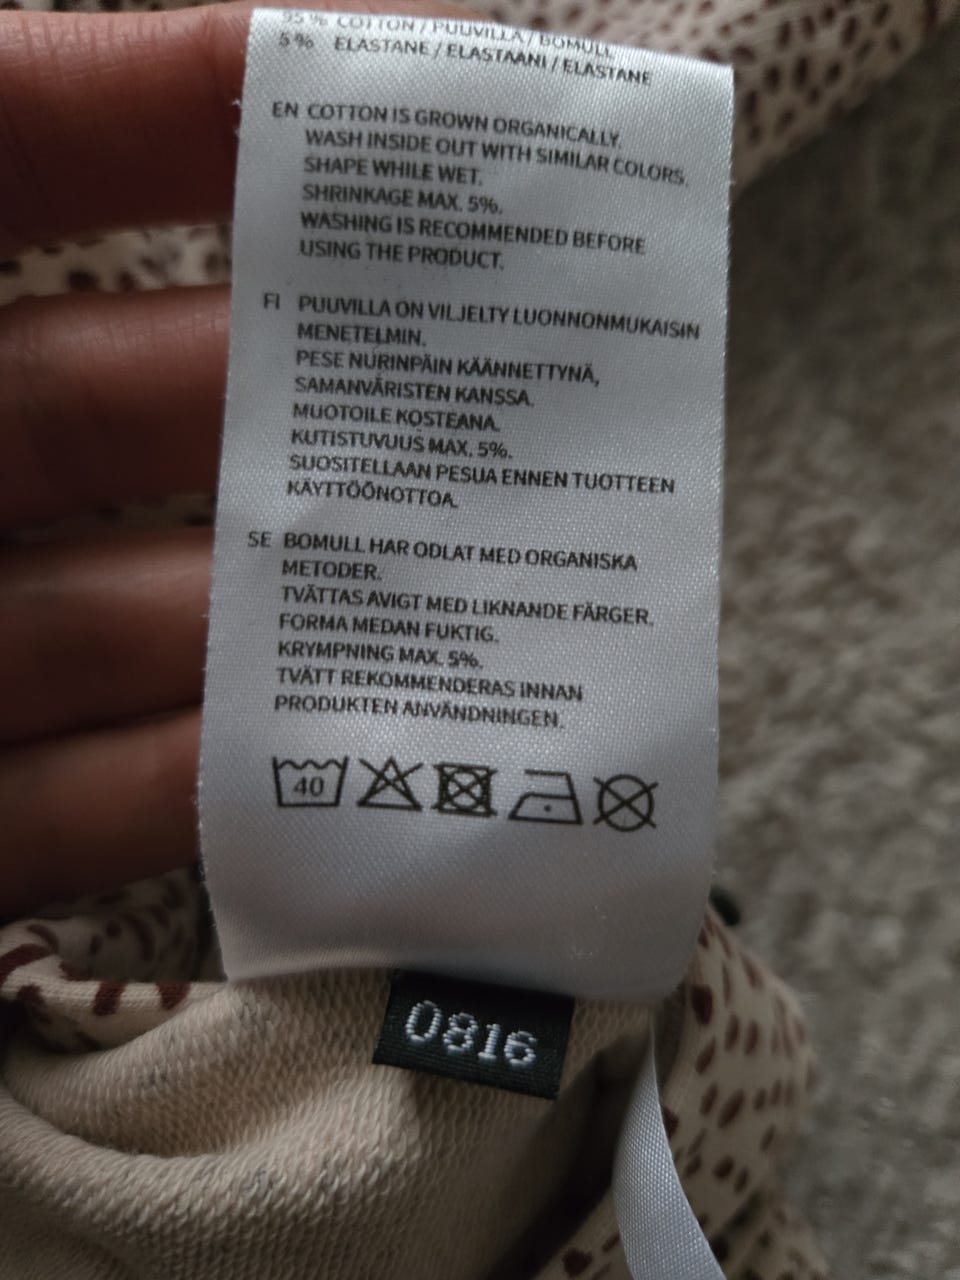 95% COTTON / PUUVILLA / BOMULL
5% ELASTANE / ELASTAANI / ELASTANE
EN COTTON IS GROWN ORGANICALLY.
WASH INSIDE OUT WITH SIMILAR COLORS.
SHAPE WHILE WET.
SHRINKAGE MAX. 5%.
WASHING IS RECOMMENDED BEFORE
USING THE PRODUCT.
FI PUUVILLA ON VILJELTY LUONNONMUKAISIN
MENETELMIN.
PESE NURINPÄIN KÄÄNNETTYNÄ,
SAMANVÄRISTEN KANSSA.
MUOTOILE KOSTEANA.
KUTISTUVUUS MAX. 5%.
SUOSITELLAAN PESUA ENNEN TUOTTEEN
KÄYTTÖÖNOTTOA.
SE BOMULL HAR ODLAT MED ORGANISKA
METODER.
TVÄTTAS AVIGT MED LIKNANDE FÄRGER.
FORMA MEDAN FUKTIG.
KRYMPNING MAX. 5%.
TVÄTT REKOMMENDERAS INNAN
PRODUKTEN ANVÄNDNINGEN.
40
0816